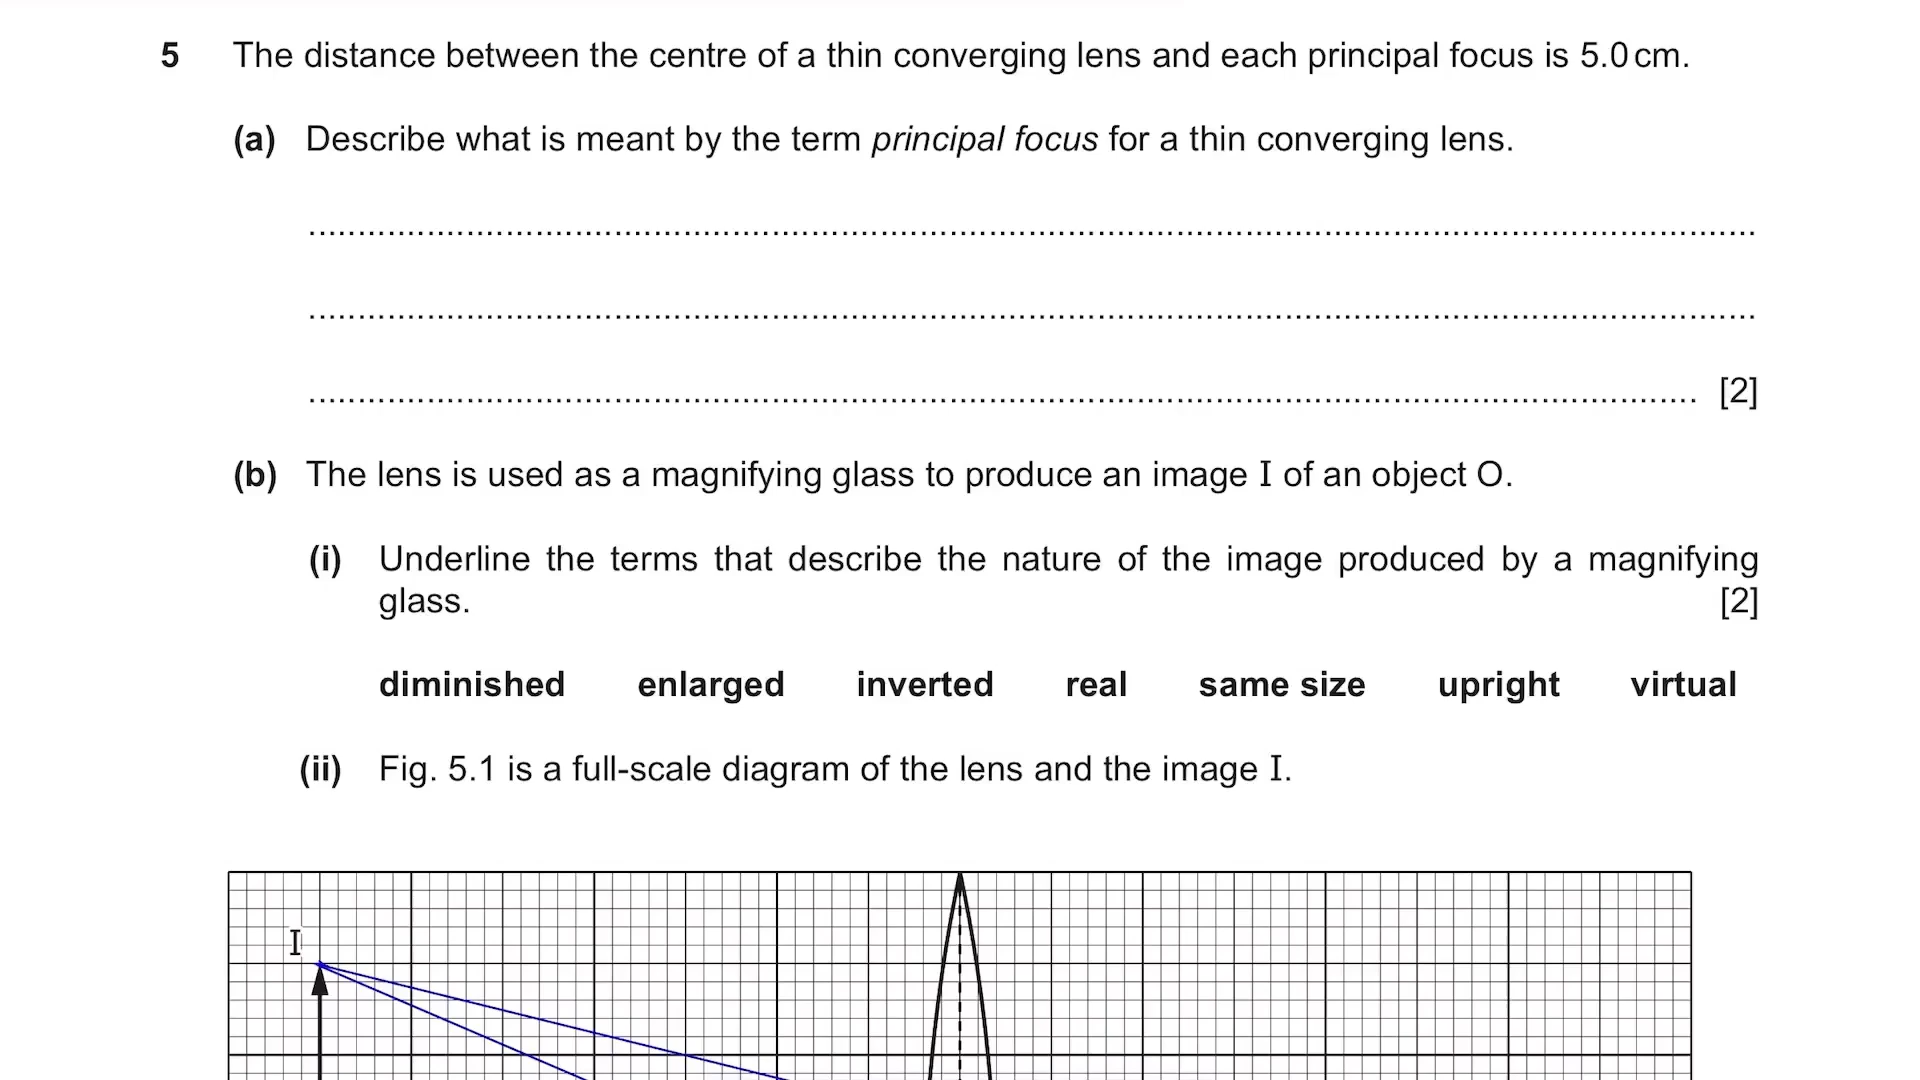 5 The distance between the centre of a thin converging lens and each principal focus is 5.0 cm.
(a) Describe what is meant by the term principal focus for a thin converging lens.
..........................................................................................................................................
..........................................................................................................................................
..................................................................................................................................... [2]
(b) The lens is used as a magnifying glass to produce an image I of an object O.
(i) Underline the terms that describe the nature of the image produced by a magnifying
glass. [2]
diminished enlarged inverted real same size upright virtual
(ii) Fig. 5.1 is a full-scale diagram of the lens and the image I.
I